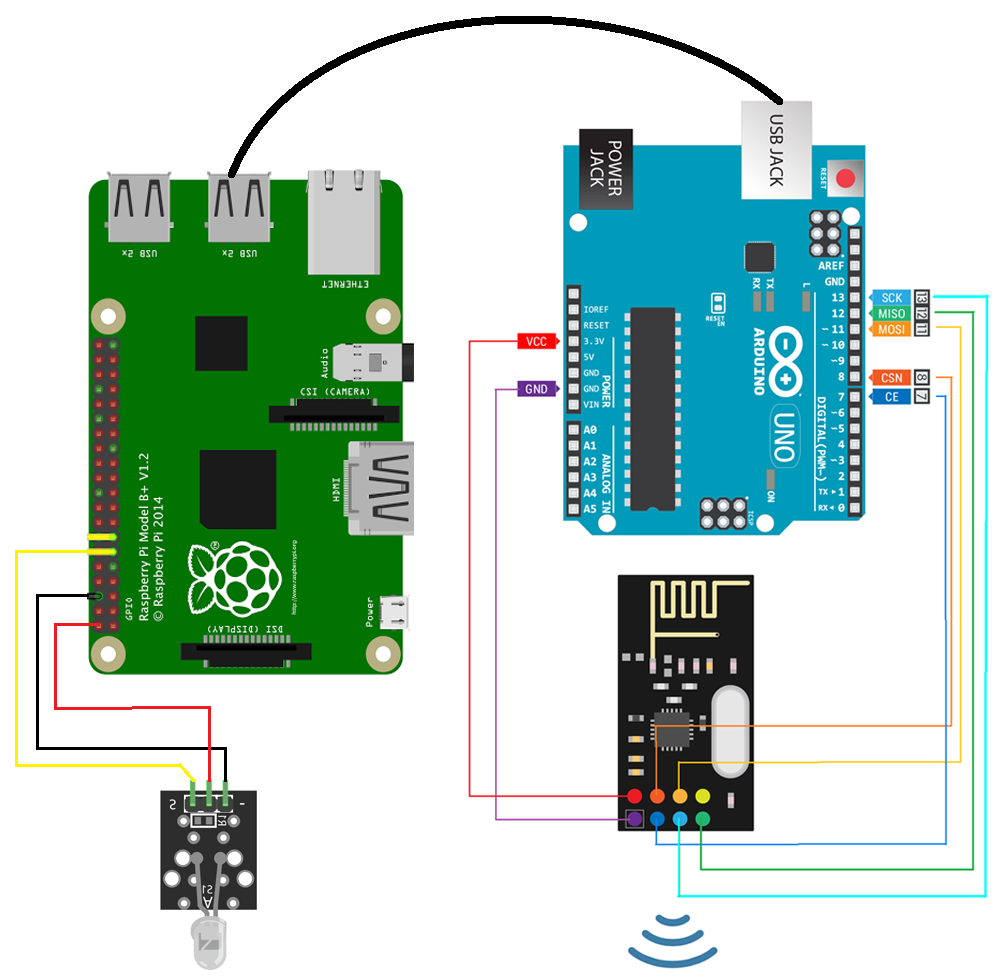 USB 2x
USB 2x
ETHERNET
Audio
CSI (CAMERA)
HDMI
Raspberry Pi Model B+ V1.2
© Raspberry Pi 2014
GPIO
http://www.raspberrypi.org
Power
DSI (DISPLAY)
S
-
R1
S1
A
POWER
JACK
USB JACK
RESET
AREF
GND
RX
TX
L
RESET
EN
IOREF
RESET
3.3V
5V
GND
GND
VIN
POWER
A0
A1
A2
A3
A4
A5
ANALOG IN
ARDUINO
UNO
ON
ICSP
13
12
~11
~10
~9
8
7
~6
~5
4
~3
2
TX ▸ 1
RX ◂ 0
DIGITAL (PWM~)
VCC
GND
SCK 13
MISO 12
MOSI 11
CSN 8
CE 7